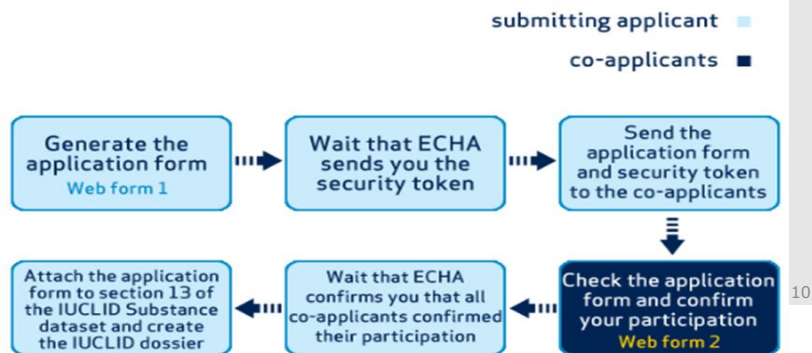 submitting applicant
co-applicants
Generate the
application form
Web form 1
Wait that ECHA
sends you the
security token
Send the
application form
and security token
to the co-applicants
Check the application
form and confirm
your participation
Web form 2
Wait that ECHA
confirms you that all
co-applicants confirmed
their participation
Attach the application
form to section 13 of
the IUCLID Substance
dataset and create
the IUCLID dossier
10